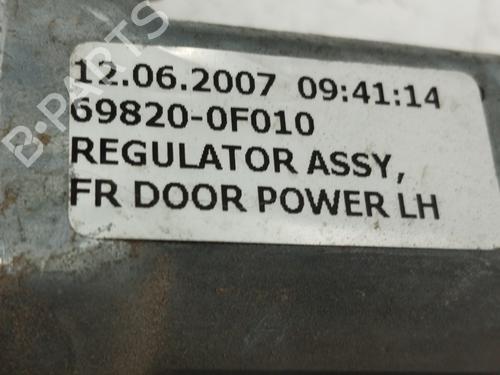 12.06.2007 09:41:14
69820-0F010
REGULATOR ASSY,
FR DOOR POWER LH
B-PARTS